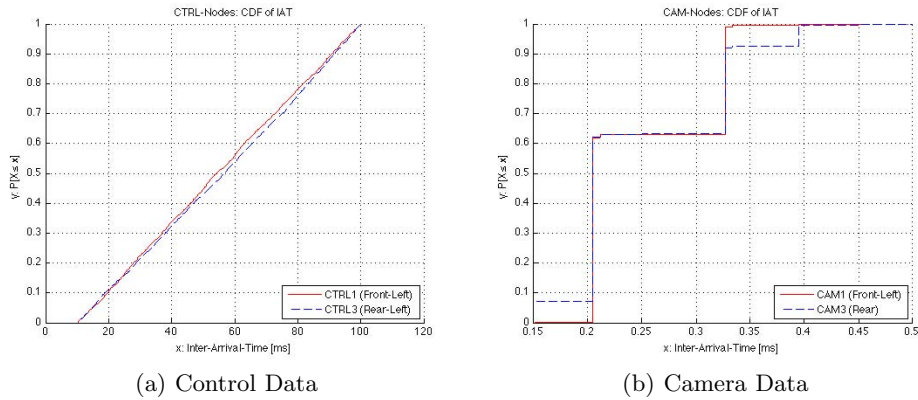 CTRL-Nodes: CDF of IAT
1
0.9
0.8
0.7
0.6
0.5
0.4
0.3
0.2
0.1
0
y: P[X≤ x]
0 20 40 60 80 100 120
x: Inter-Arrival-Time [ms]
CTRL1 (Front-Left)
CTRL3 (Rear-Left)
(a) Control Data
CAM-Nodes: CDF of IAT
1
0.9
0.8
0.7
0.6
0.5
0.4
0.3
0.2
0.1
0
y: P[X≤ x]
0.15 0.2 0.25 0.3 0.35 0.4 0.45 0.5
x: Inter-Arrival-Time [ms]
CAM1 (Front-Left)
CAM3 (Rear)
(b) Camera Data